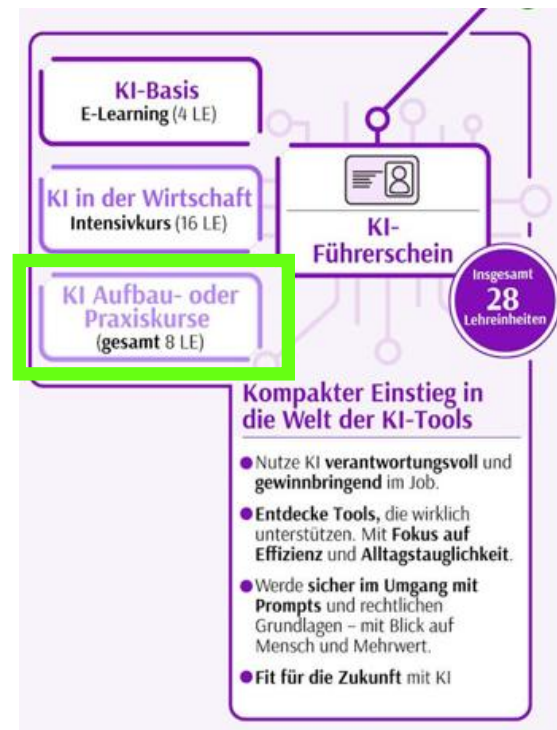 KI-Basis
E-Learning (4 LE)
KI in der Wirtschaft
Intensivkurs (16 LE)
KI Aufbau- oder
Praxiskurse
(gesamt 8 LE)
KI-
Führerschein
Insgesamt
28
Lehreinheiten
Kompakter Einstieg in
die Welt der KI-Tools
Nutze KI verantwortungsvoll und
gewinnbringend im Job.
Entdecke Tools, die wirklich
unterstützen. Mit Fokus auf
Effizienz und Alltagstauglichkeit.
Werde sicher im Umgang mit
Prompts und rechtlichen
Grundlagen – mit Blick auf
Mensch und Mehrwert.
Fit für die Zukunft mit KI